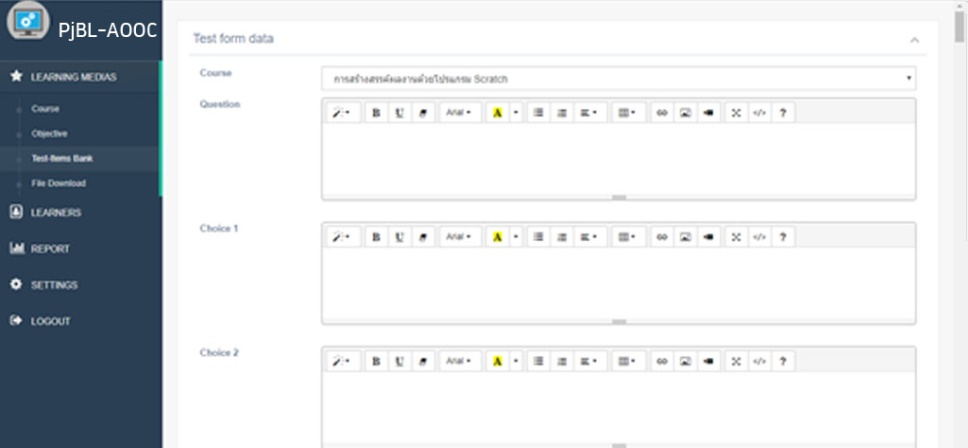 PjBL-AOOC
LEARNING MEDIAS
Course
Objective
Test-Items Bank
File Download
LEARNERS
REPORT
SETTINGS
LOGOUT
Test form data
Course
การสร้างสรรค์ผลงานด้วยโปรแกรม Scratch
Question
B U Arial A </> ?
Choice 1
B U Arial A </> ?
Choice 2
B U Arial A </> ?